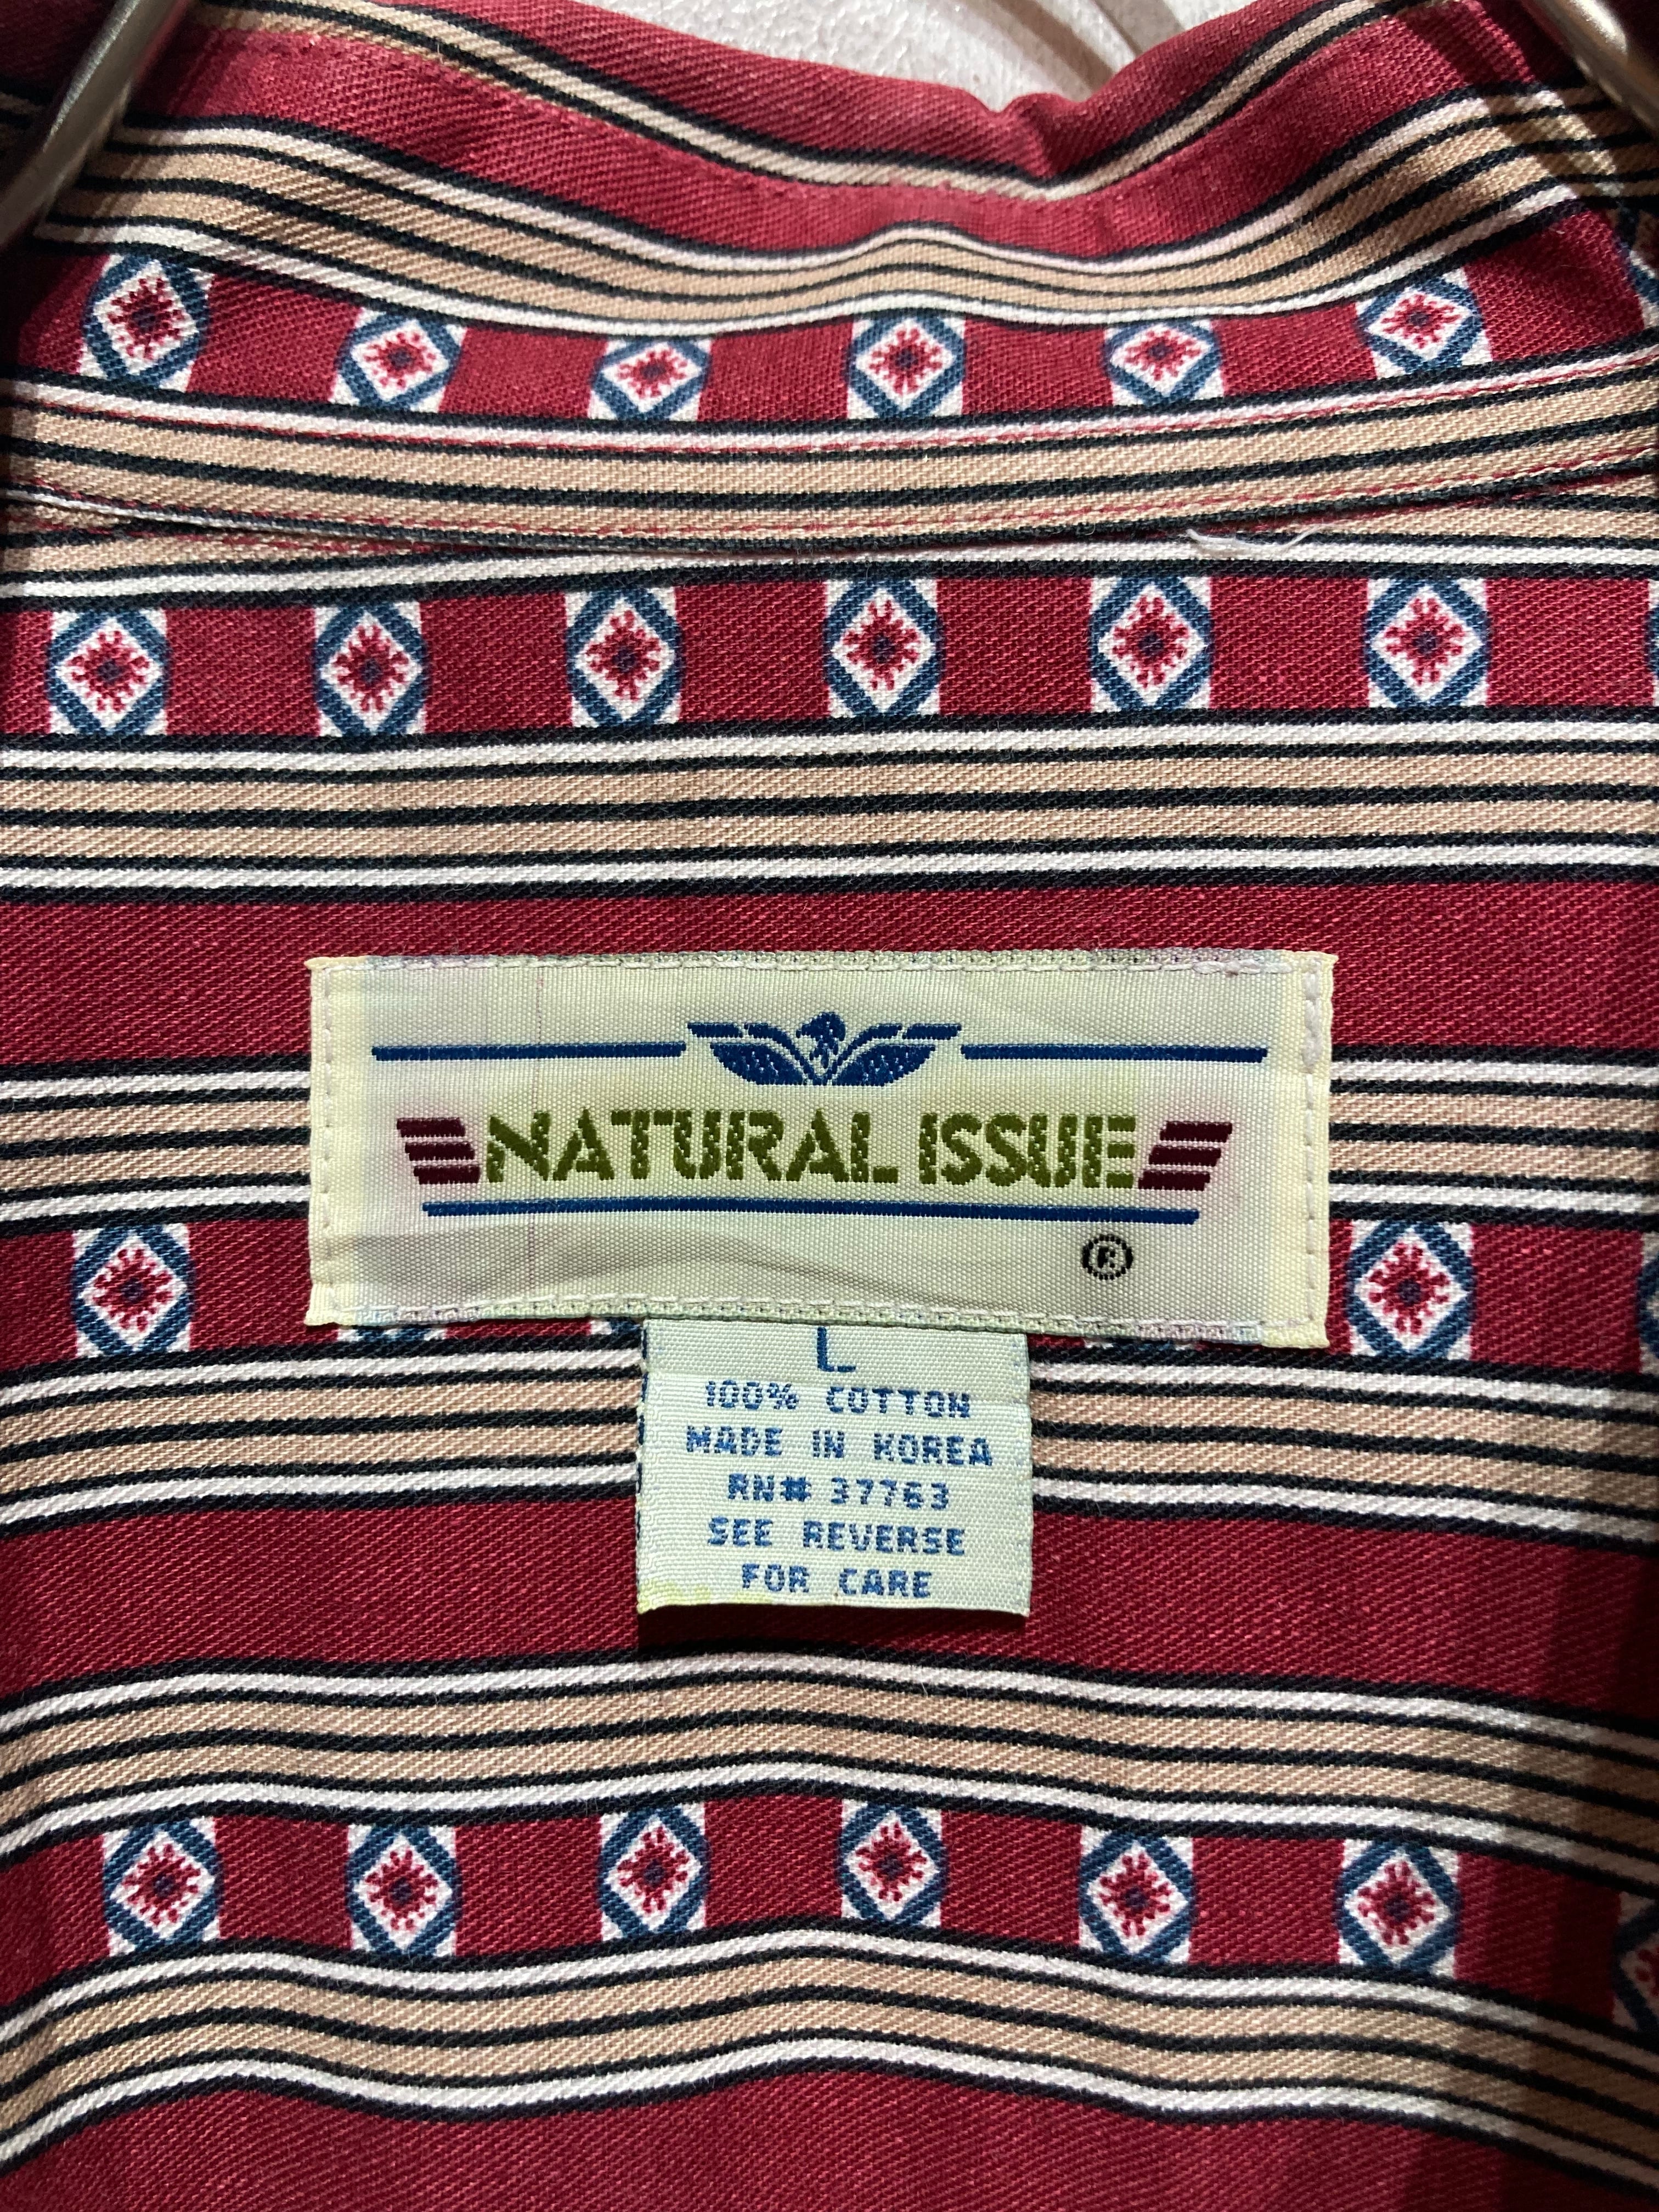 NATURAL ISSUE
®
L
100% COTTON
MADE IN KOREA
RN# 37763
SEE REVERSE
FOR CARE